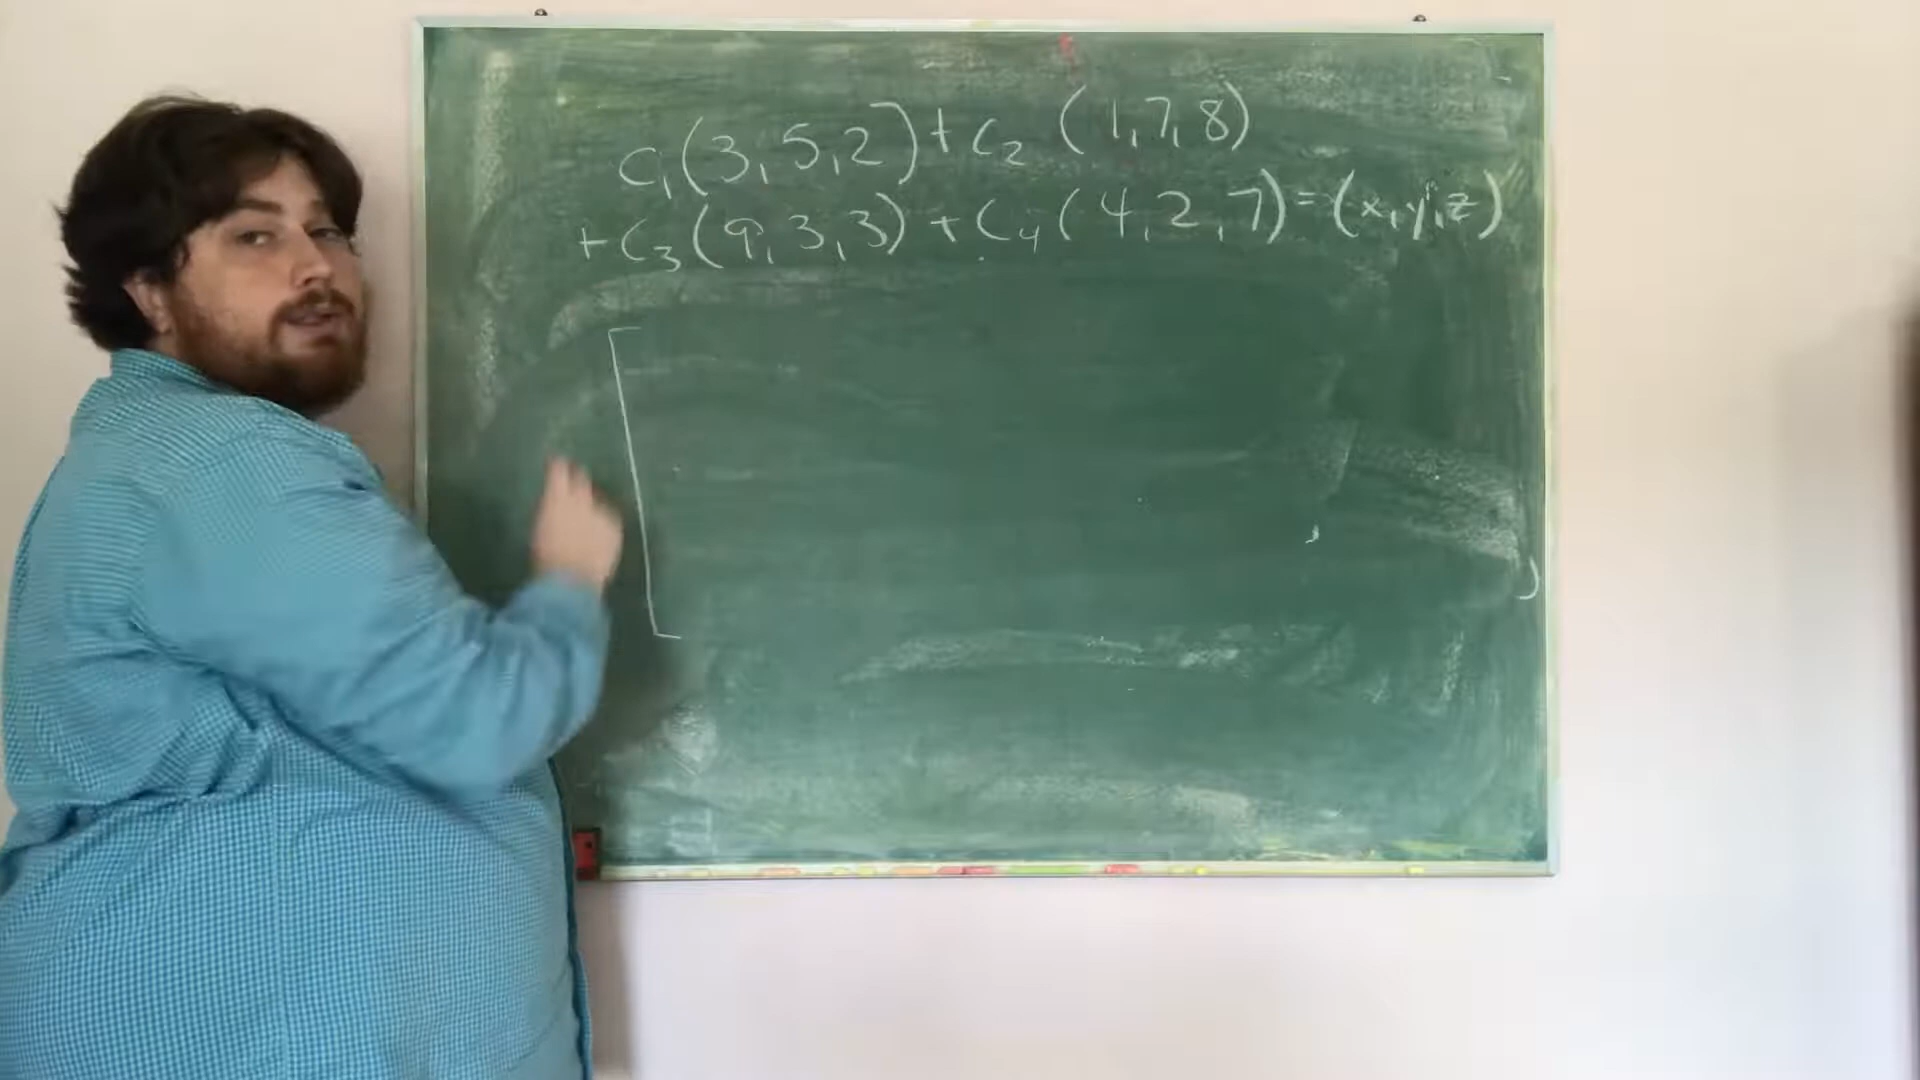 C₁(3,5,2)+C₂(1,7,8)
+C₃(9,3,3)+C₄(4,2,7)=(x,y,z)
[